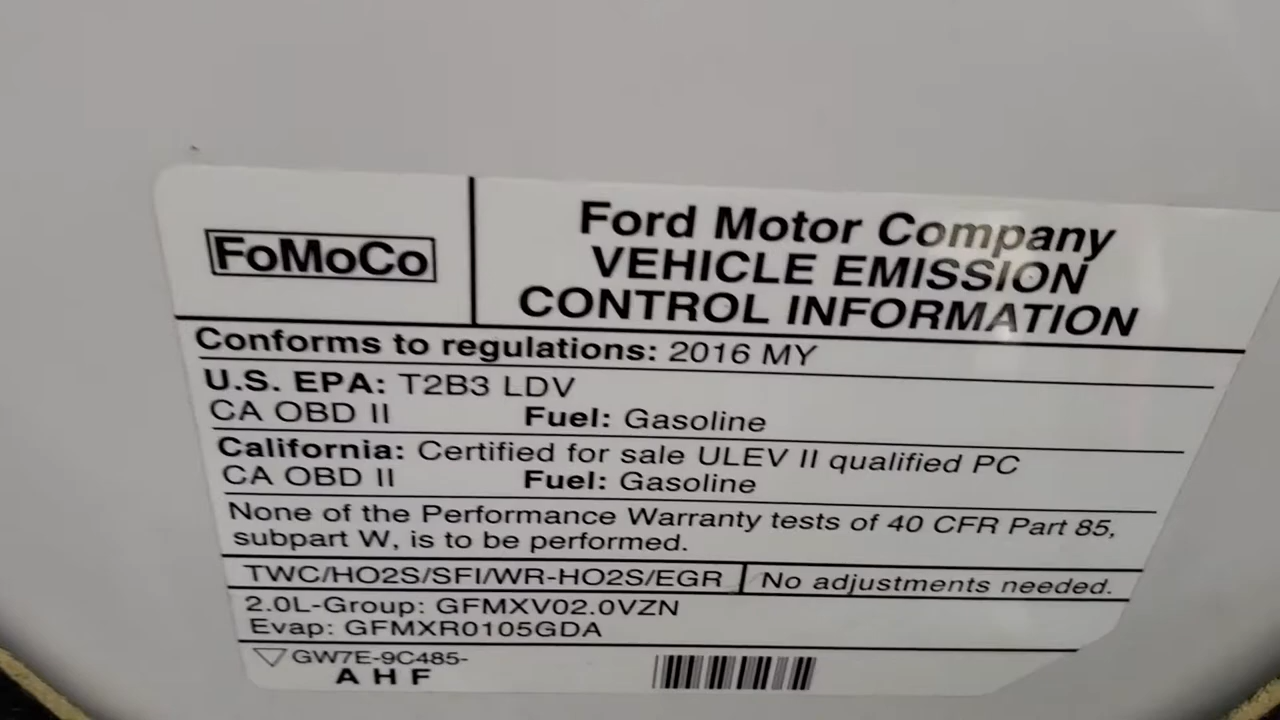 FoMoCo
Ford Motor Company
VEHICLE EMISSION
CONTROL INFORMATION
Conforms to regulations: 2016 MY
U.S. EPA: T2B3 LDV
CA OBD II Fuel: Gasoline
California: Certified for sale ULEV II qualified PC
CA OBD II Fuel: Gasoline
None of the Performance Warranty tests of 40 CFR Part 85,
subpart W, is to be performed.
TWC/HO2S/SFI/WR-HO2S/EGR No adjustments needed.
2.0L-Group: GFMXV02.0VZN
Evap: GFMXR0105GDA
GW7E-9C485-
A H F